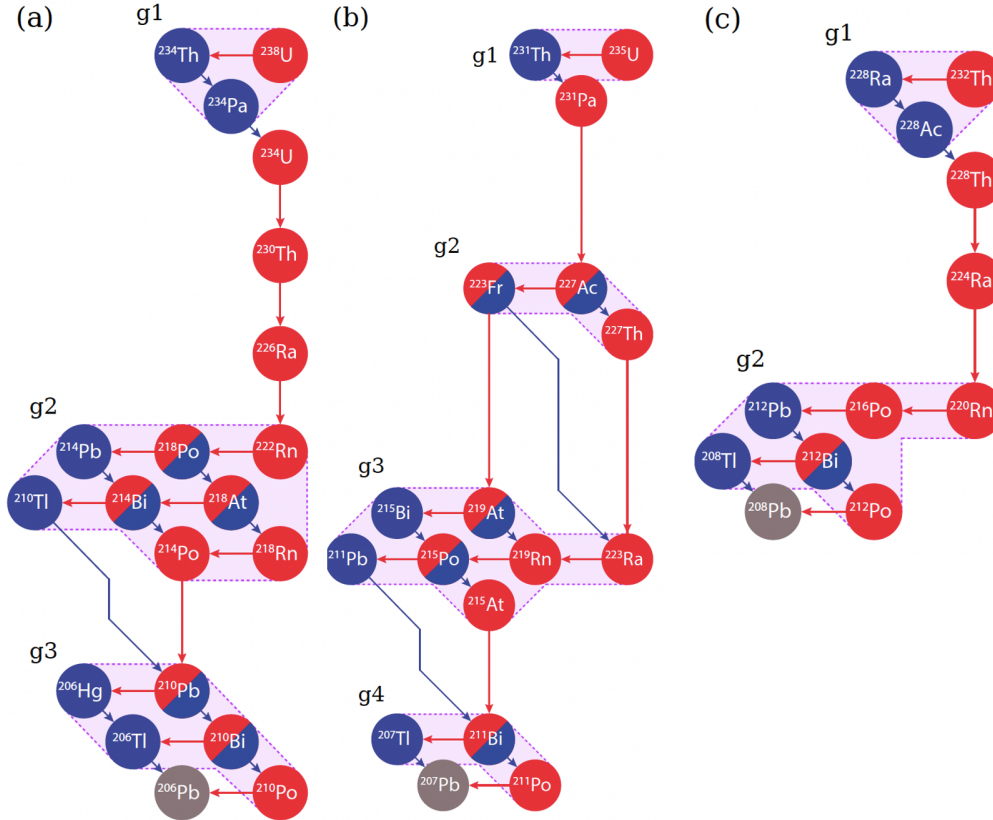 (a)
g1
²³⁴Th
²³⁸U
²³⁴Pa
²³⁴U
²³⁰Th
²²⁶Ra
g2
²¹⁴Pb
²¹⁸Po
²²²Rn
²¹⁰Tl
²¹⁴Bi
²¹⁸At
²¹⁴Po
²¹⁸Rn
g3
²⁰⁶Hg
²¹⁰Pb
²⁰⁶Tl
²¹⁰Bi
²⁰⁶Pb
²¹⁰Po
(b)
g1
²³¹Th
²³⁵U
²³¹Pa
g2
²²³Fr
²²⁷Ac
²²⁷Th
g3
²¹⁵Bi
²¹⁹At
²¹¹Pb
²¹⁵Po
²¹⁹Rn
²²³Ra
²¹⁵At
g4
²⁰⁷Tl
²¹¹Bi
²⁰⁷Pb
²¹¹Po
(c)
g1
²²⁸Ra
²³²Th
²²⁸Ac
²²⁸Th
²²⁴Ra
g2
²¹²Pb
²¹⁶Po
²²⁰Rn
²⁰⁸Tl
²¹²Bi
²⁰⁸Pb
²¹²Po